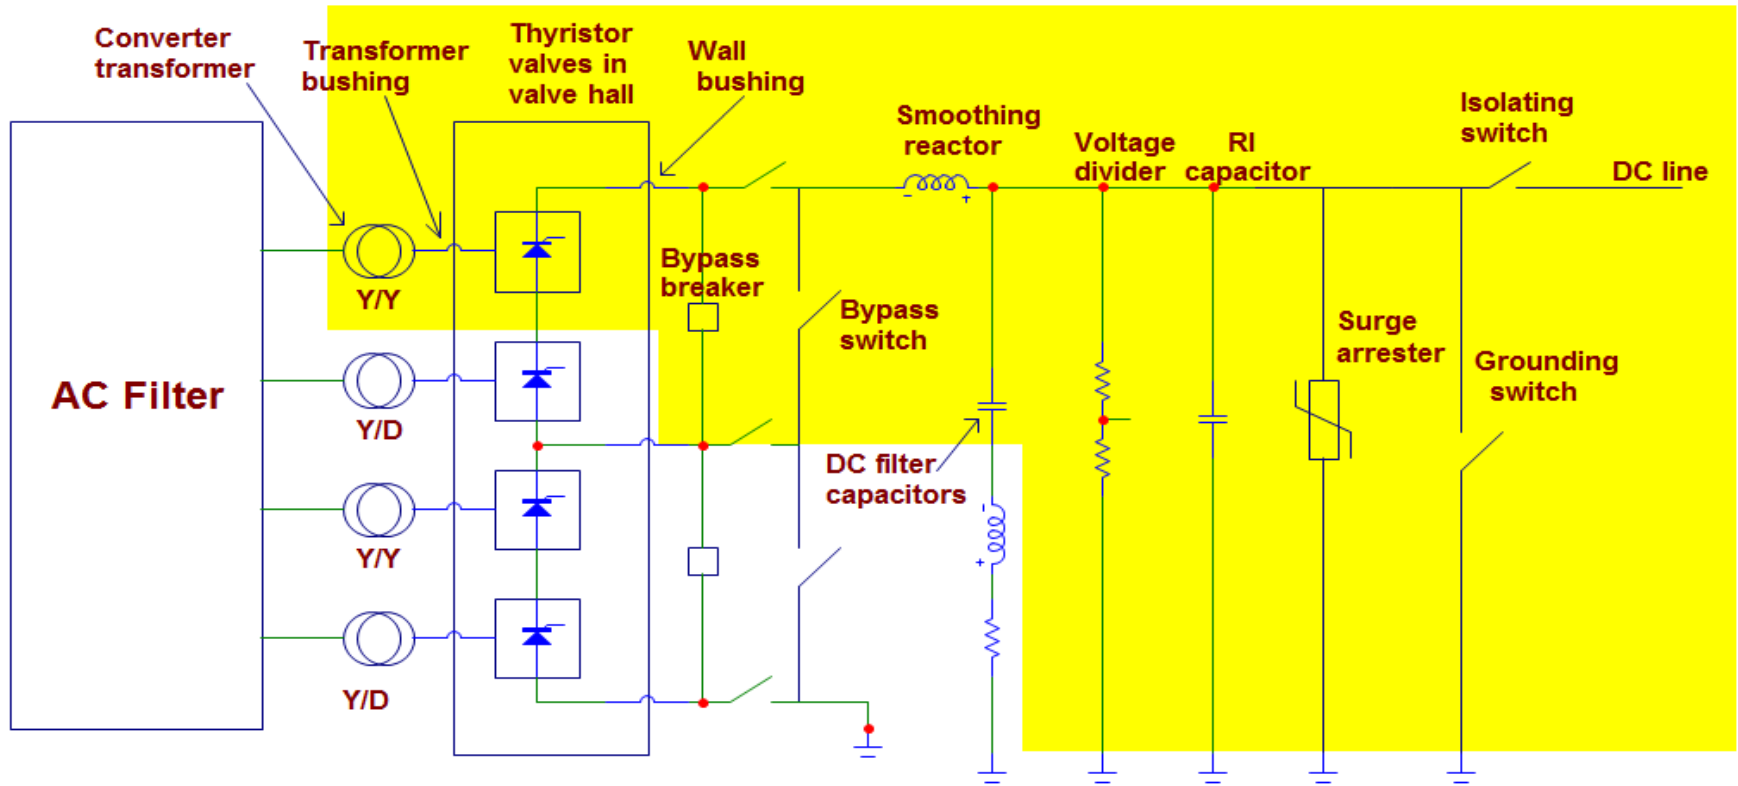 Converter
transformer
Transformer
bushing
Thyristor
valves in
valve hall
Wall
bushing
Smoothing
reactor
Voltage
divider
RI
capacitor
Isolating
switch
DC line
Y/Y
Bypass
breaker
Bypass
switch
Surge
arrester
Grounding
switch
AC Filter
Y/D
DC filter
capacitors
Y/Y
Y/D
- +
-
+